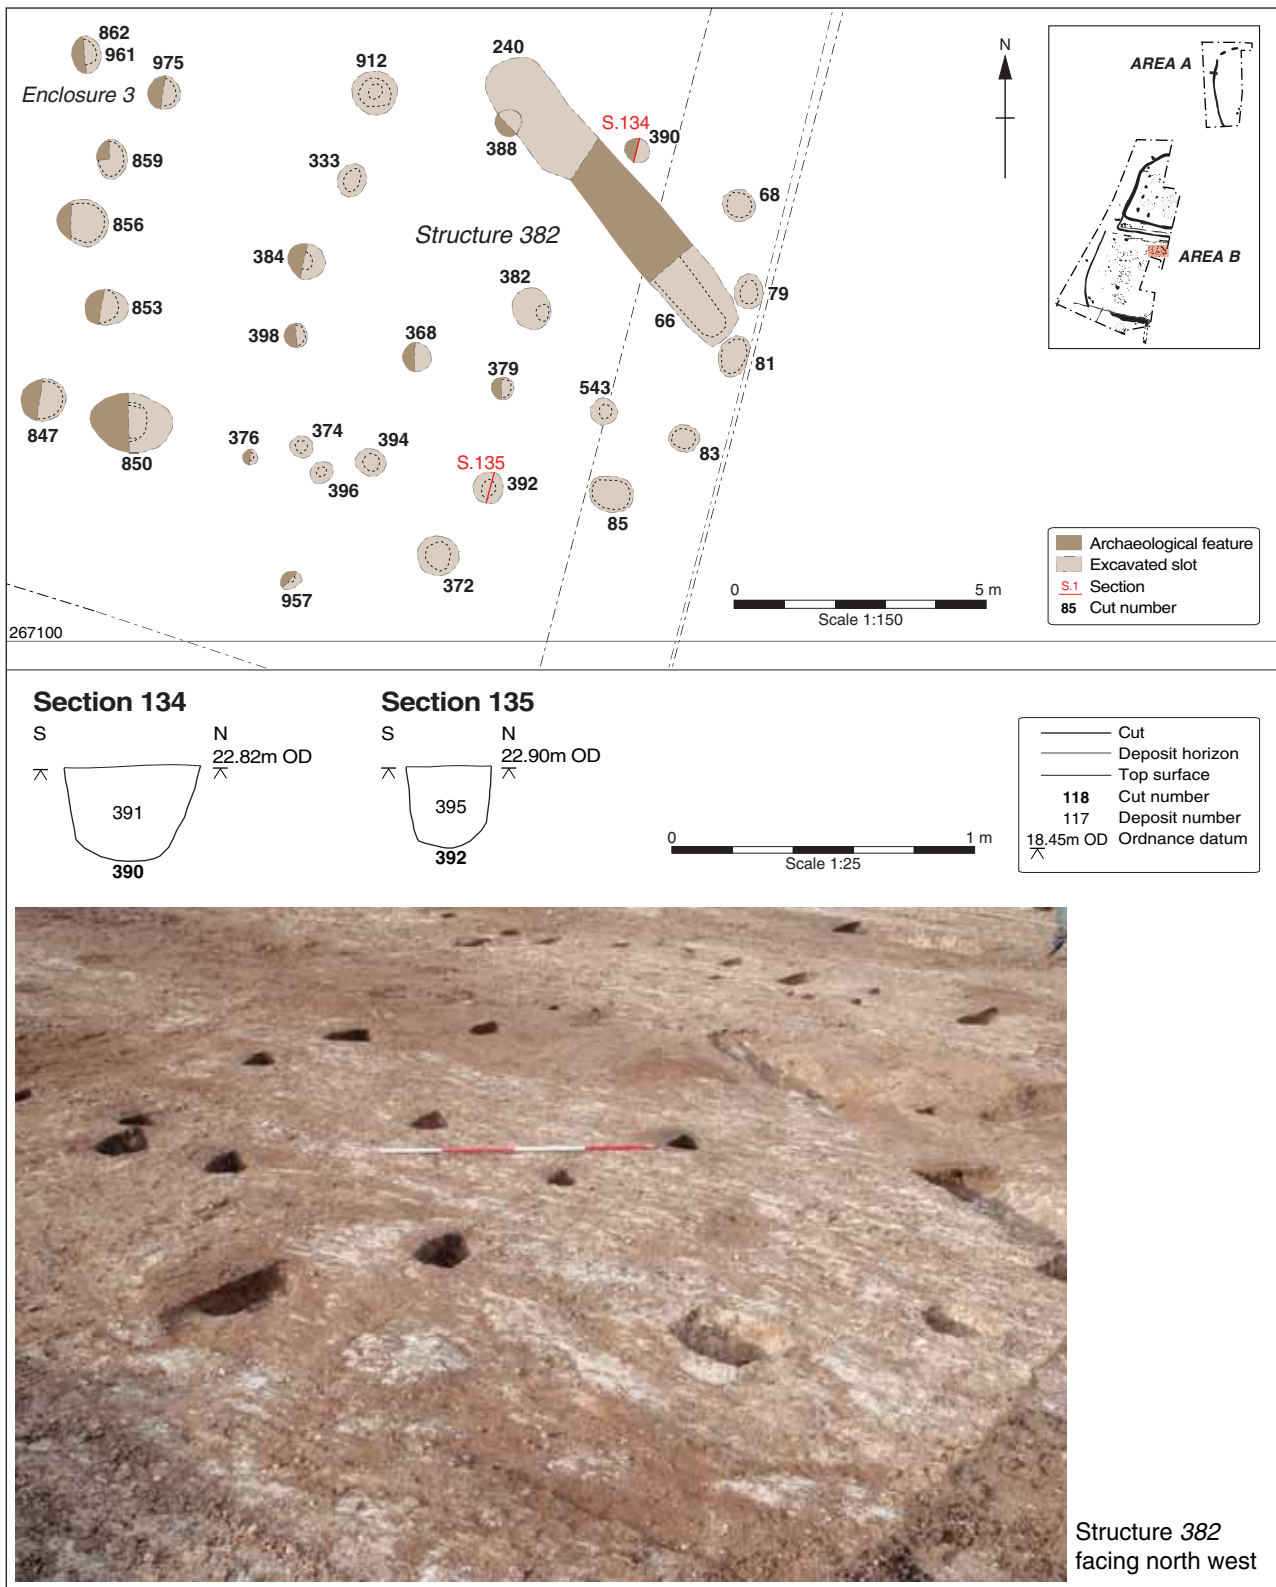 862
961
975
912
240
N
AREA A
Enclosure 3
S.134
390
388
859
333
68
856
Structure 382
384
382
AREA B
79
853
66
398
368
81
379
543
847
376
374
394
850
83
S.135
396
392
85
372
957
0
5 m
Scale 1:150
Archaeological feature
Excavated slot
S.1 Section
85 Cut number
267100
Section 134
S N
22.82m OD
391
390
Section 135
S N
22.90m OD
395
392
0
1 m
Scale 1:25
Cut
Deposit horizon
Top surface
118 Cut number
117 Deposit number
18.45m OD Ordnance datum
Structure 382
facing north west